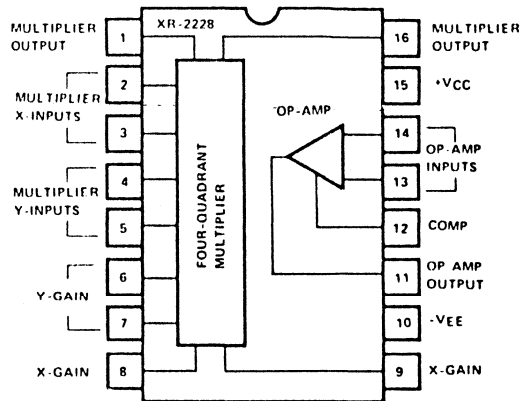 XR-2228
MULTIPLIER
OUTPUT
1
2
MULTIPLIER
X-INPUTS
3
4
MULTIPLIER
Y-INPUTS
5
6
Y-GAIN
7
X-GAIN
8
FOUR-QUADRANT
MULTIPLIER
OP-AMP
16
MULTIPLIER
OUTPUT
15
+VCC
14
OP-AMP
INPUTS
13
12
COMP
11
OP AMP
OUTPUT
10
-VEE
9
X-GAIN